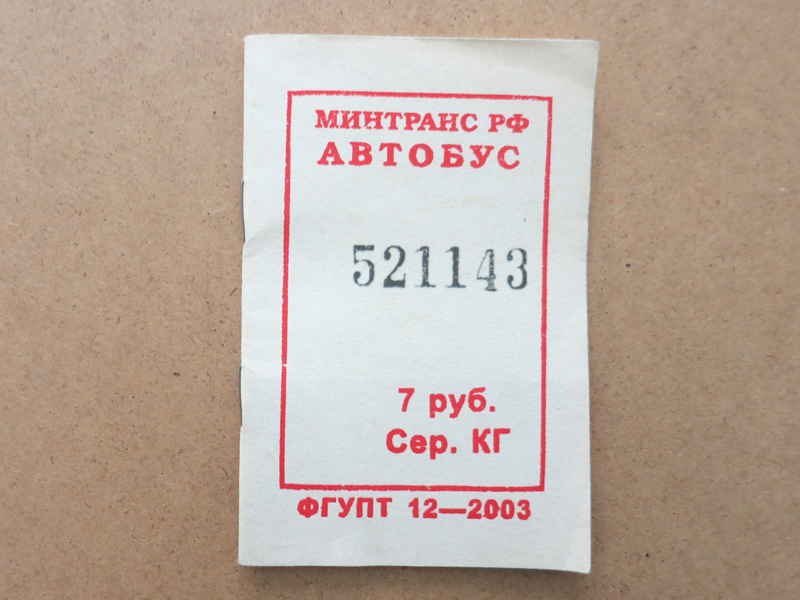 МИНТРАНС РФ
АВТОБУС
521143
7 руб.
Сер. КГ
ФГУПТ 12—2003